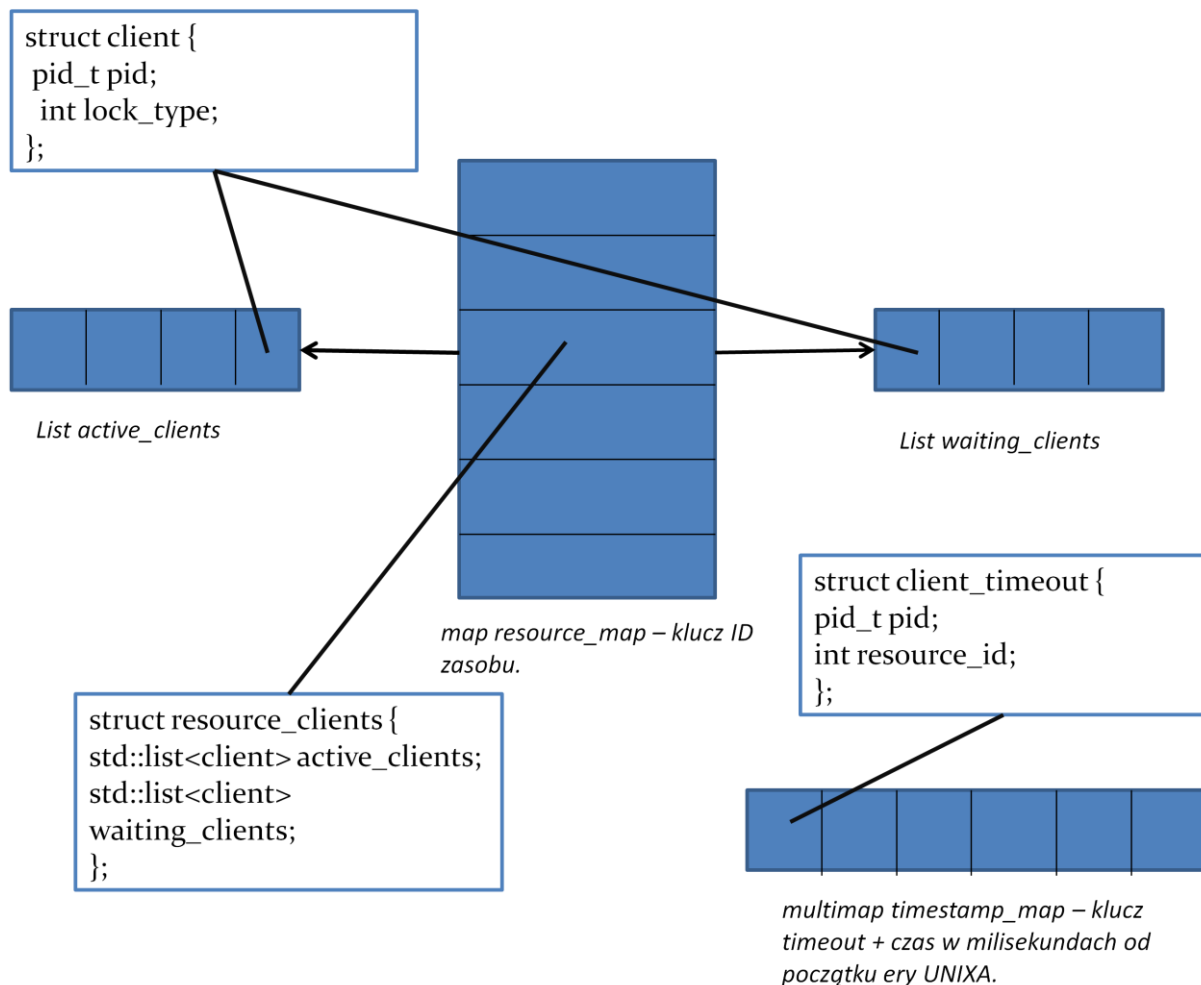 struct client {
pid_t pid;
int lock_type;
};
List active_clients
List waiting_clients
map resource_map – klucz ID
zasobu.
struct client_timeout {
pid_t pid;
int resource_id;
};
struct resource_clients {
std::list<client> active_clients;
std::list<client>
waiting_clients;
};
multimap timestamp_map – klucz
timeout + czas w milisekundach od
początku ery UNIXA.